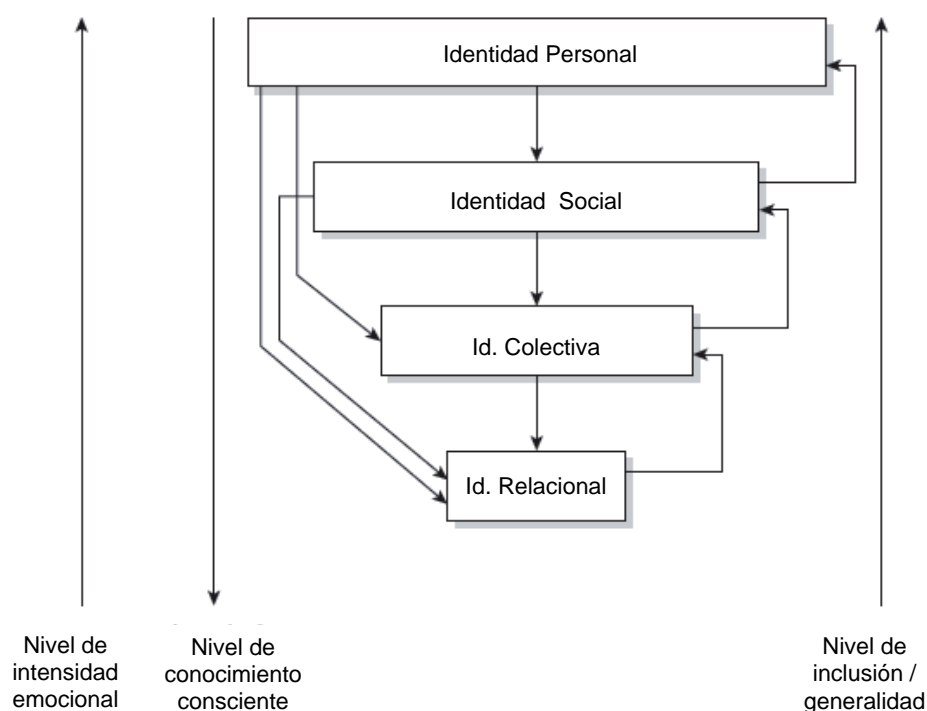 Identidad Personal
Identidad Social
Id. Colectiva
Id. Relacional
Nivel de
intensidad
emocional
Nivel de
conocimiento
consciente
Nivel de
inclusión /
generalidad